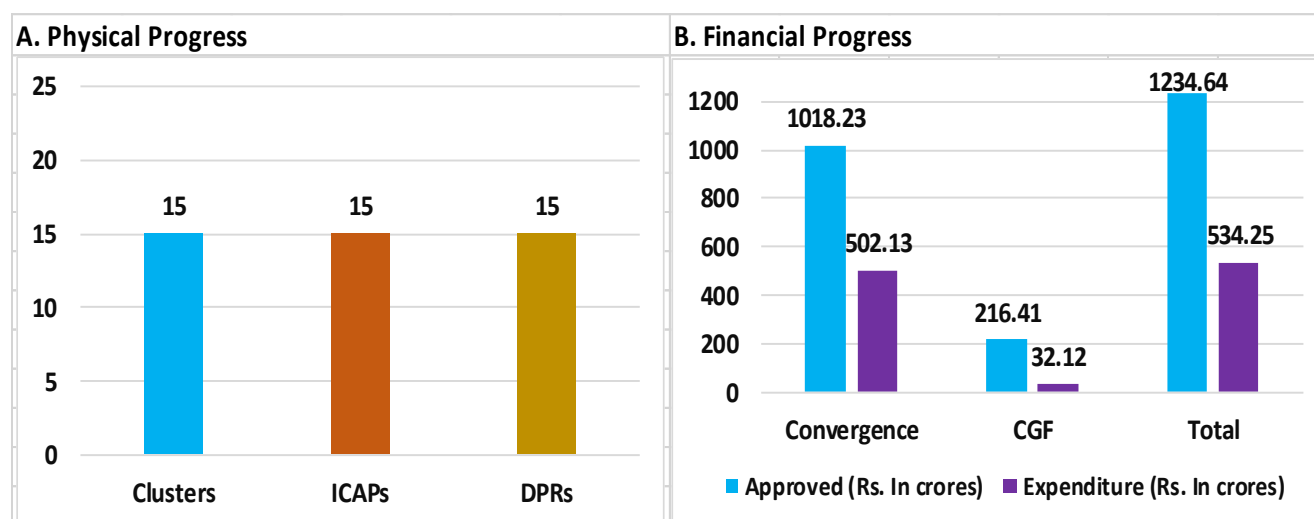 A. Physical Progress
25
20
15
10
5
0
15
15
15
Clusters
ICAPs
DPRs
B. Financial Progress
1200
1000
800
600
400
200
0
1018.23
502.13
216.41
32.12
1234.64
534.25
Convergence
CGF
Total
Approved (Rs. In crores)
Expenditure (Rs. In crores)